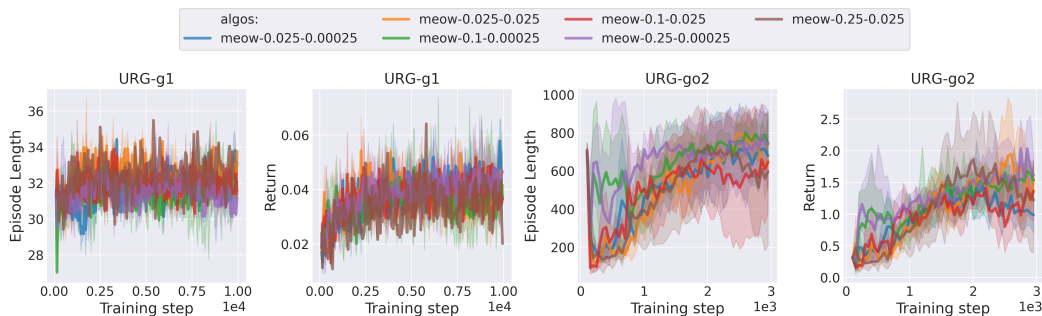 algos:
meow-0.025-0.00025
meow-0.025-0.025
meow-0.1-0.00025
meow-0.1-0.025
meow-0.25-0.00025
meow-0.25-0.025
URG-g1
Episode Length
36
34
32
30
28
0.00
0.25
0.50
0.75
1.00
1e4
Training step
URG-g1
Return
0.06
0.04
0.02
0.00
0.25
0.50
0.75
1.00
1e4
Training step
URG-go2
Episode Length
1000
800
600
400
200
0
1
2
3
1e3
Training step
URG-go2
Return
2.5
2.0
1.5
1.0
0.5
0.0
0
1
2
3
1e3
Training step